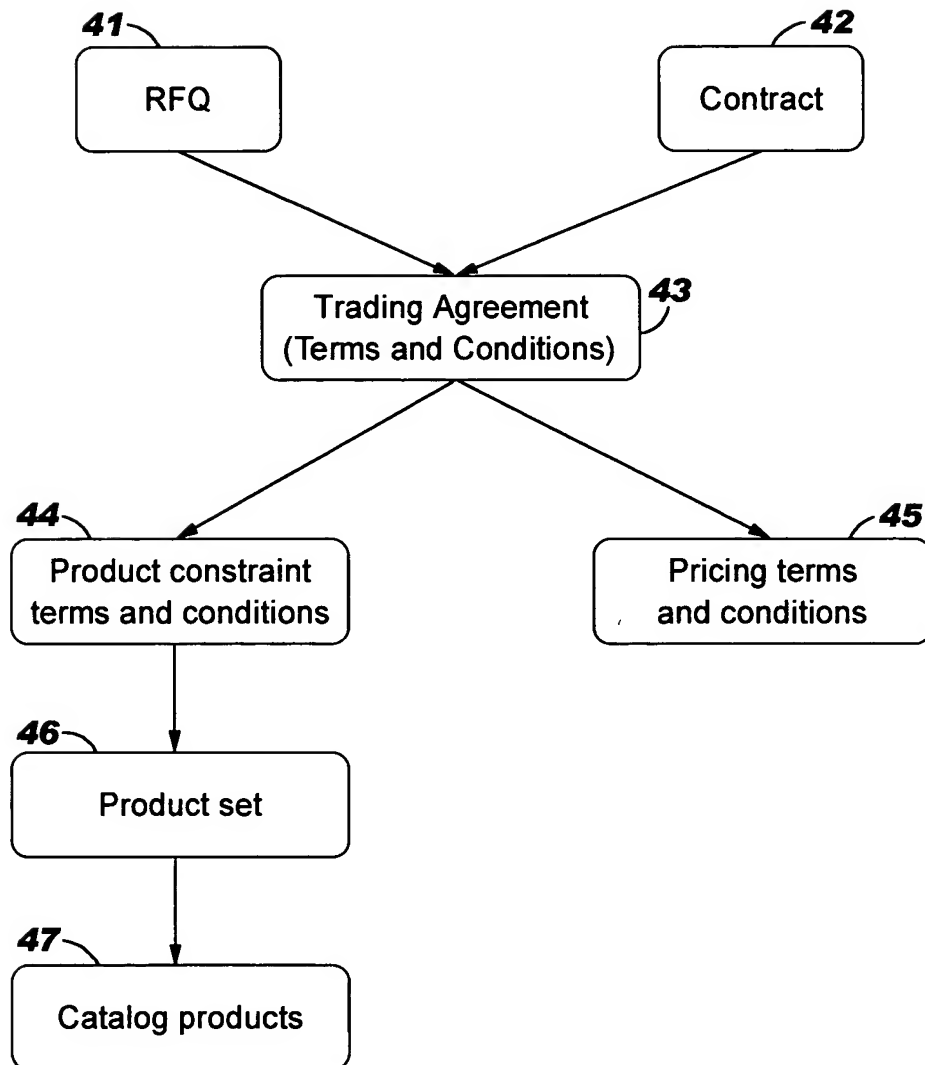 41
42
RFQ
Contract
43
Trading Agreement
(Terms and Conditions)
44
45
Product constraint
terms and conditions
Pricing terms
and conditions
46
Product set
47
Catalog products